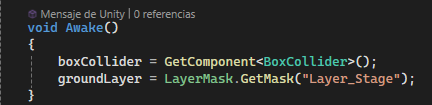 Mensaje de Unity | 0 referencias
void Awake()
{
    boxCollider = GetComponent<BoxCollider>();
    groundLayer = LayerMask.GetMask("Layer_Stage");
}